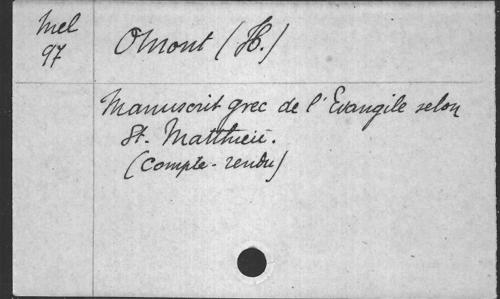 Mel
97
Omont (H.)
Manuscrit grec de l'Evangile selon
St. Matthieu.
(Compte-rendu)